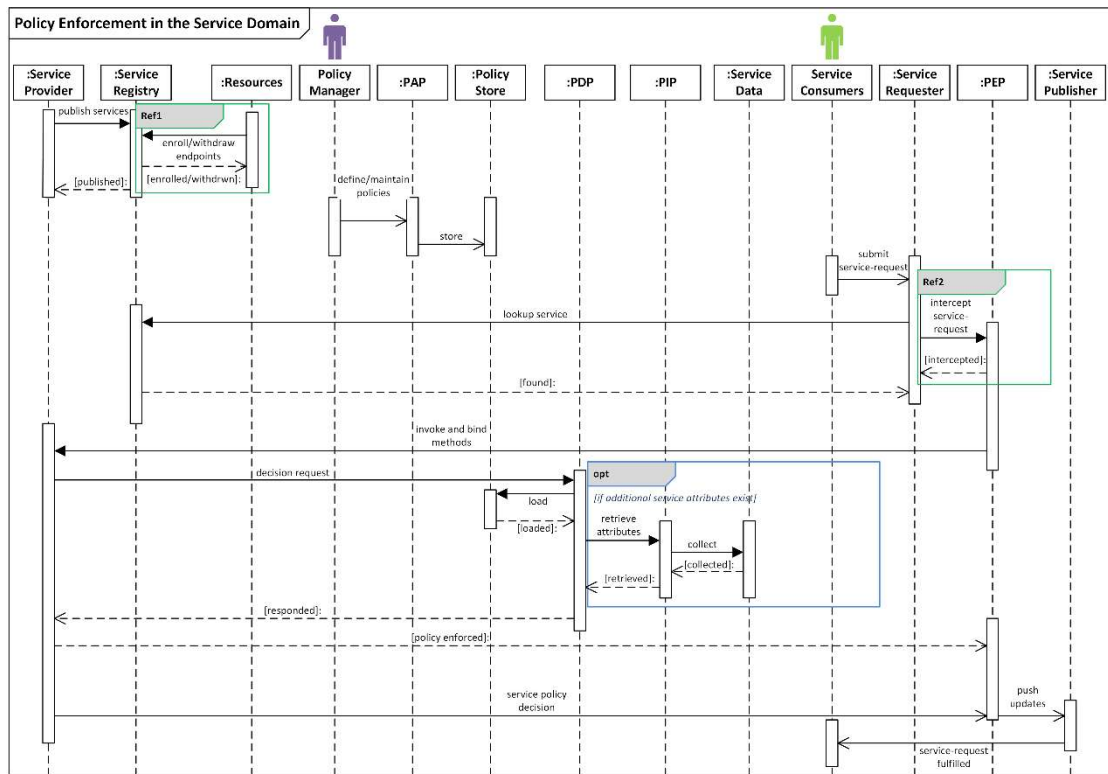 Policy Enforcement in the Service Domain
:Service
Provider
:Service
Registry
:Resources
Policy
Manager
:PAP
:Policy
Store
:PDP
:PIP
:Service
Data
Service
Consumers
:Service
Requester
:PEP
:Service
Publisher
publish services
Ref1
enroll/withdraw
endpoints
[published]:
[enrolled/withdrwn]:
define/maintain
policies
store
submit
service-request
Ref2
intercept
service-
request
lookup service
[intercepted]:
[found]:
invoke and bind
methods
decision request
opt
[if additional service attributes exist]
load
[loaded]:
retrieve
attributes
collect
[collected]:
[retrieved]:
[responded]:
[policy enforced]:
service policy
decision
push
updates
service-request
fulfilled